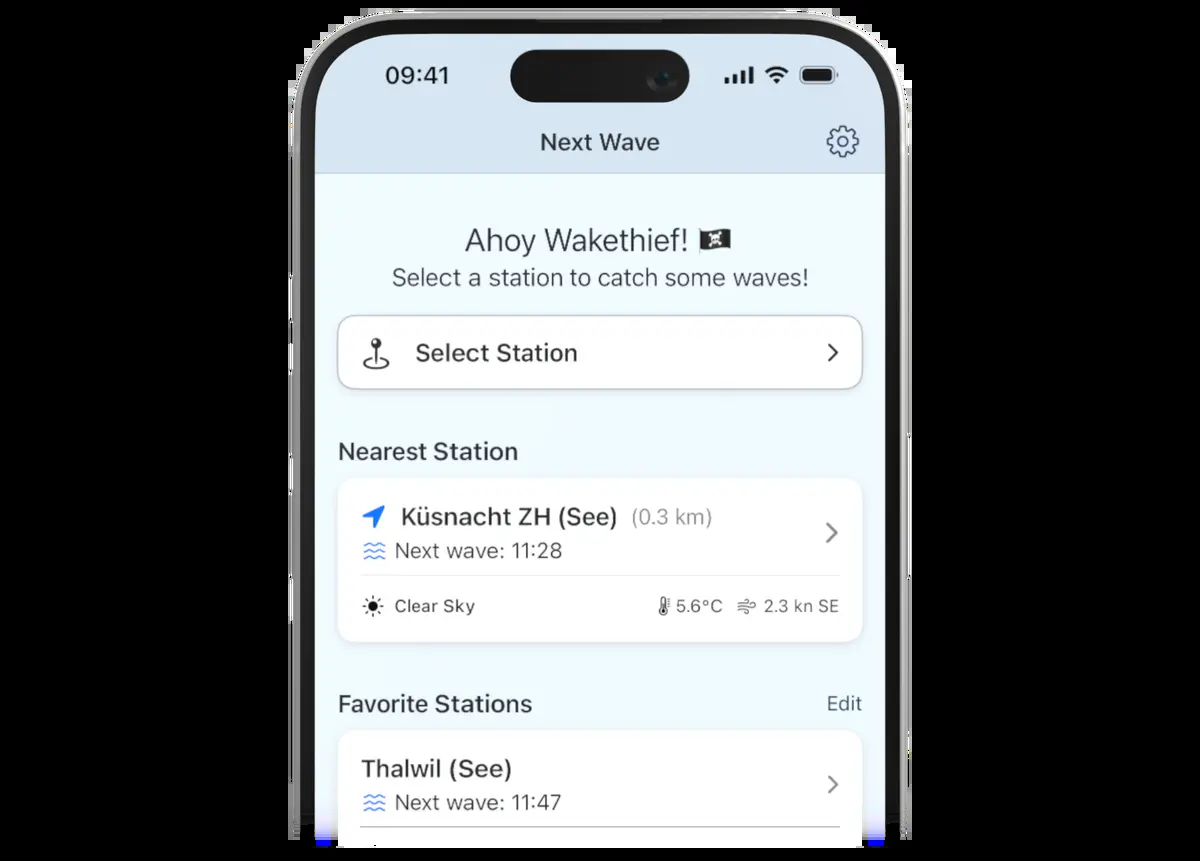 09:41
Next Wave
Ahoy Wakethief! 🏴‍☠️
Select a station to catch some waves!
Select Station
Nearest Station
Küsnacht ZH (See) (0.3 km)
Next wave: 11:28
Clear Sky 5.6°C 2.3 kn SE
Favorite Stations Edit
Thalwil (See)
Next wave: 11:47